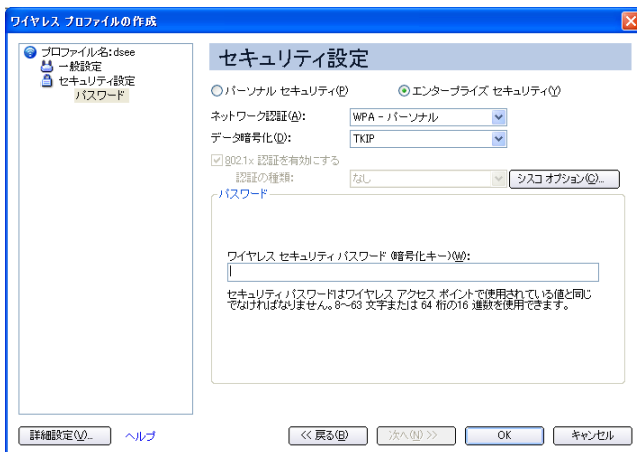 ワイヤレス プロファイルの作成
プロファイル名:dsee
一般設定
セキュリティ設定
パスワード
セキュリティ設定
パーソナル セキュリティ(P)
エンタープライズ セキュリティ(Y)
ネットワーク認証(A):
WPA - パーソナル
データ暗号化(D):
TKIP
802.1x 認証を有効にする
認証の種類:
なし
シスコ オプション(C)...
パスワード
ワイヤレス セキュリティ パスワード (暗号化キー)(W):
セキュリティ パスワードはワイヤレス アクセス ポイントで使用されている値と同じ
でなければなりません。8～63 文字または 64 桁の16 進数を使用できます。
詳細設定(V)...
ヘルプ
<< 戻る(B)
次へ(N) >>
OK
キャンセル